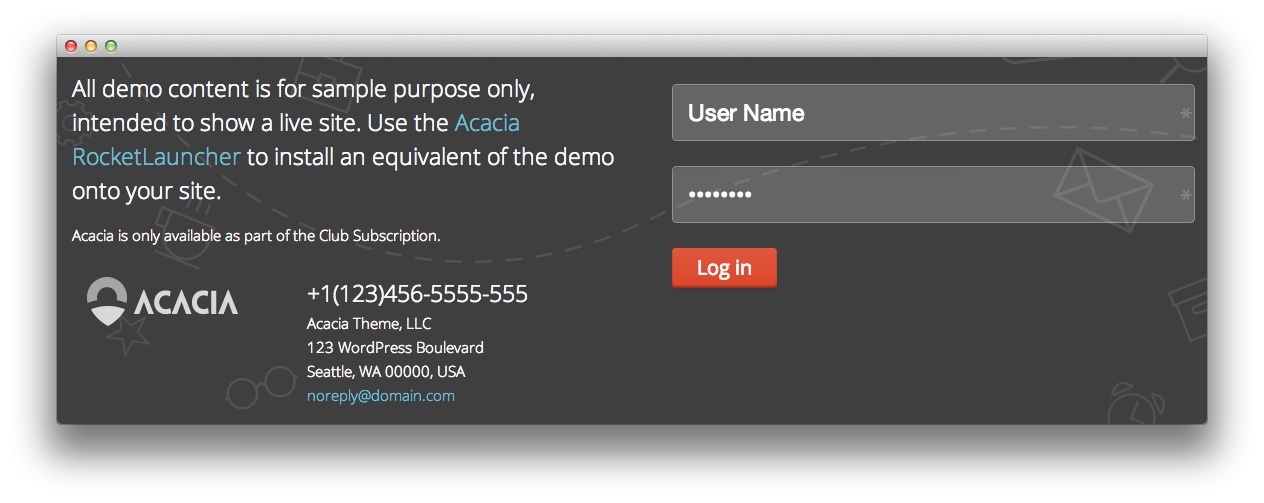 All demo content is for sample purpose only,
intended to show a live site. Use the Acacia
RocketLauncher to install an equivalent of the demo
onto your site.
Acacia is only available as part of the Club Subscription.
ACACIA
+1(123)456-5555-555
Acacia Theme, LLC
123 WordPress Boulevard
Seattle, WA 00000, USA
noreply@domain.com
User Name *
•••••••• *
Log in